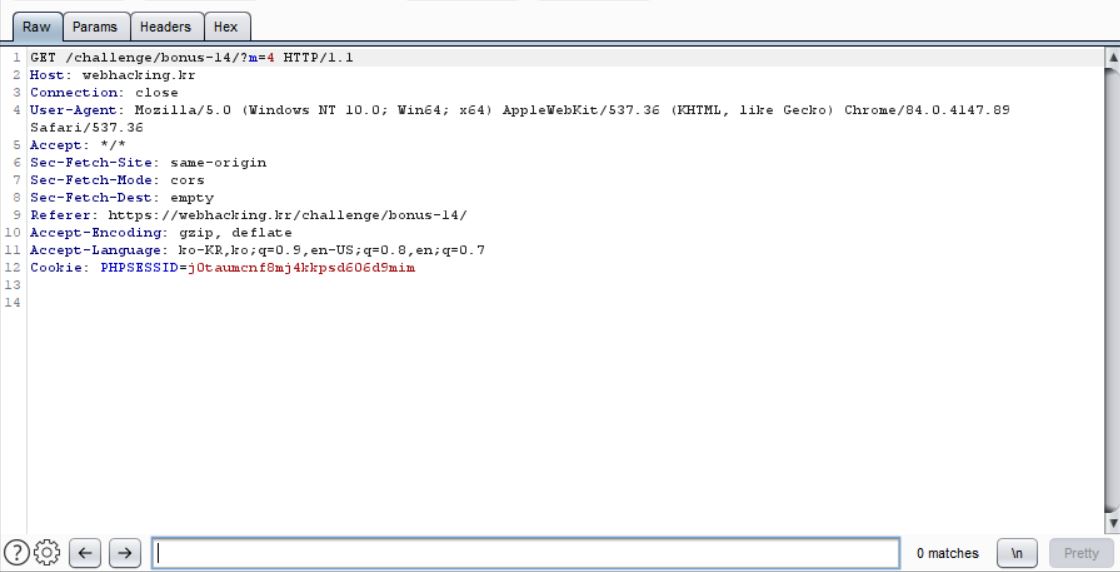 Raw Params Headers Hex
1 GET /challenge/bonus-14/?m=4 HTTP/1.1
2 Host: webhacking.kr
3 Connection: close
4 User-Agent: Mozilla/5.0 (Windows NT 10.0; Win64; x64) AppleWebKit/537.36 (KHTML, like Gecko) Chrome/84.0.4147.89
Safari/537.36
5 Accept: */*
6 Sec-Fetch-Site: same-origin
7 Sec-Fetch-Mode: cors
8 Sec-Fetch-Dest: empty
9 Referer: https://webhacking.kr/challenge/bonus-14/
10 Accept-Encoding: gzip, deflate
11 Accept-Language: ko-KR,ko;q=0.9,en-US;q=0.8,en;q=0.7
12 Cookie: PHPSESSID=j0taumcnf8mj4kkpsd606d9mim
13
14
? ← → 0 matches \n Pretty